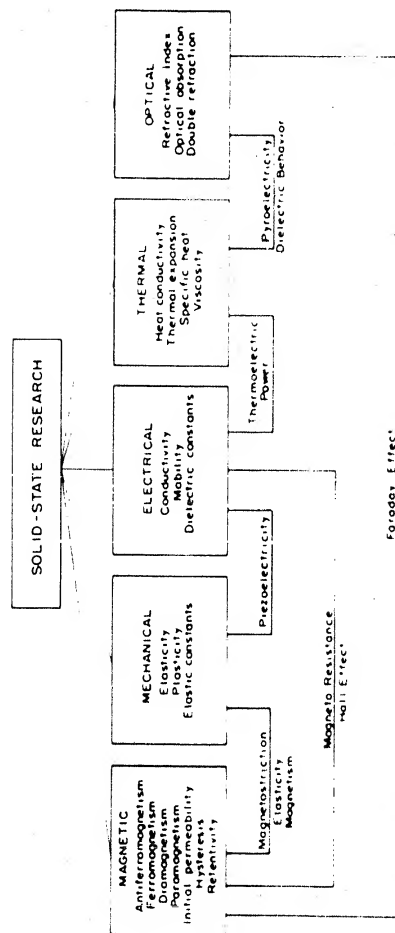 SOLID-STATE RESEARCH
MAGNETIC
Antiferromagnetism
Ferromagnetism
Diamagnetism
Paramagnetism
Initial permeability
Hysteresis
Retentivity
MECHANICAL
Elasticity
Plasticity
Elastic constants
ELECTRICAL
Conductivity
Mobility
Dielectric constants
THERMAL
Heat conductivity
Thermal expansion
Specific heat
Viscosity
OPTICAL
Refractive index
Optical absorption
Double refraction
Magnetostriction
Elasticity
Magnetism
Piezoelectricity
Thermoelectric
Power
Pyroelectricity
Dielectric Behavior
Magneto Resistance
Hall Effect
Faraday Effect